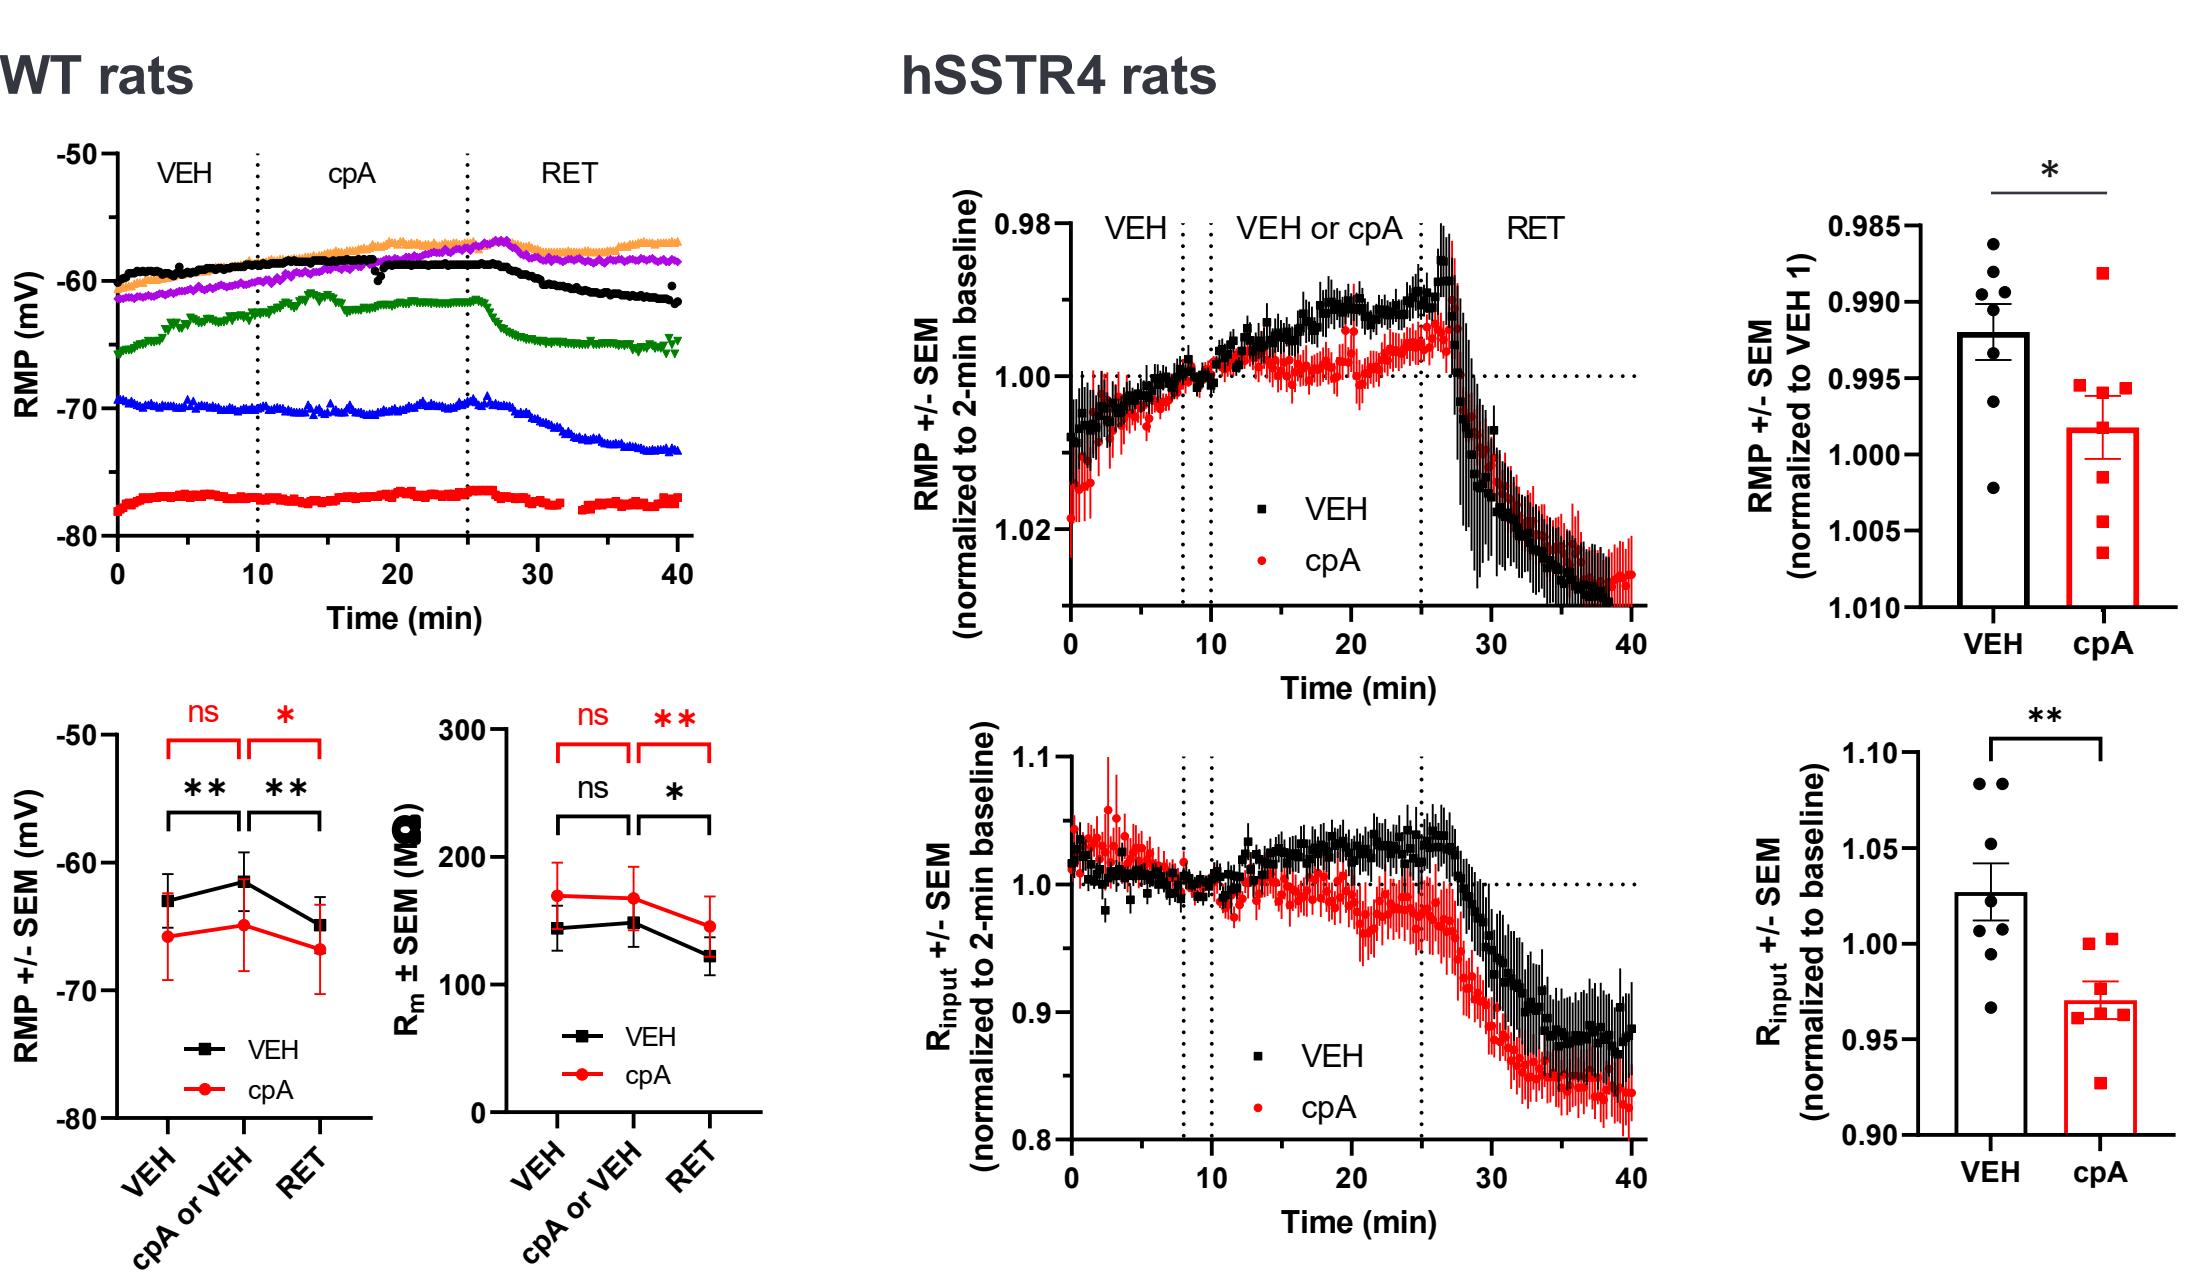 WT rats
hSSTR4 rats
-50
-60
-70
-80
RMP (mV)
VEH
cpA
RET
0 10 20 30 40
Time (min)
0.98
1.00
1.02
RMP +/- SEM
(normalized to 2-min baseline)
VEH
VEH or cpA
RET
VEH
cpA
0 10 20 30 40
Time (min)
*
0.985
0.990
0.995
1.000
1.005
1.010
RMP +/- SEM
(normalized to VEH 1)
VEH cpA
ns *
** **
-50
-60
-70
-80
RMP +/- SEM (mV)
VEH
cpA
VEH
cpA or VEH
RET
ns **
ns *
300
200
100
0
Rm ± SEM (M
VEH
cpA
VEH
cpA or VEH
RET
1.1
1.0
0.9
0.8
Rinput +/- SEM
(normalized to 2-min baseline)
VEH
cpA
0 10 20 30 40
Time (min)
**
1.10
1.05
1.00
0.95
0.90
Rinput +/- SEM
(normalized to baseline)
VEH cpA